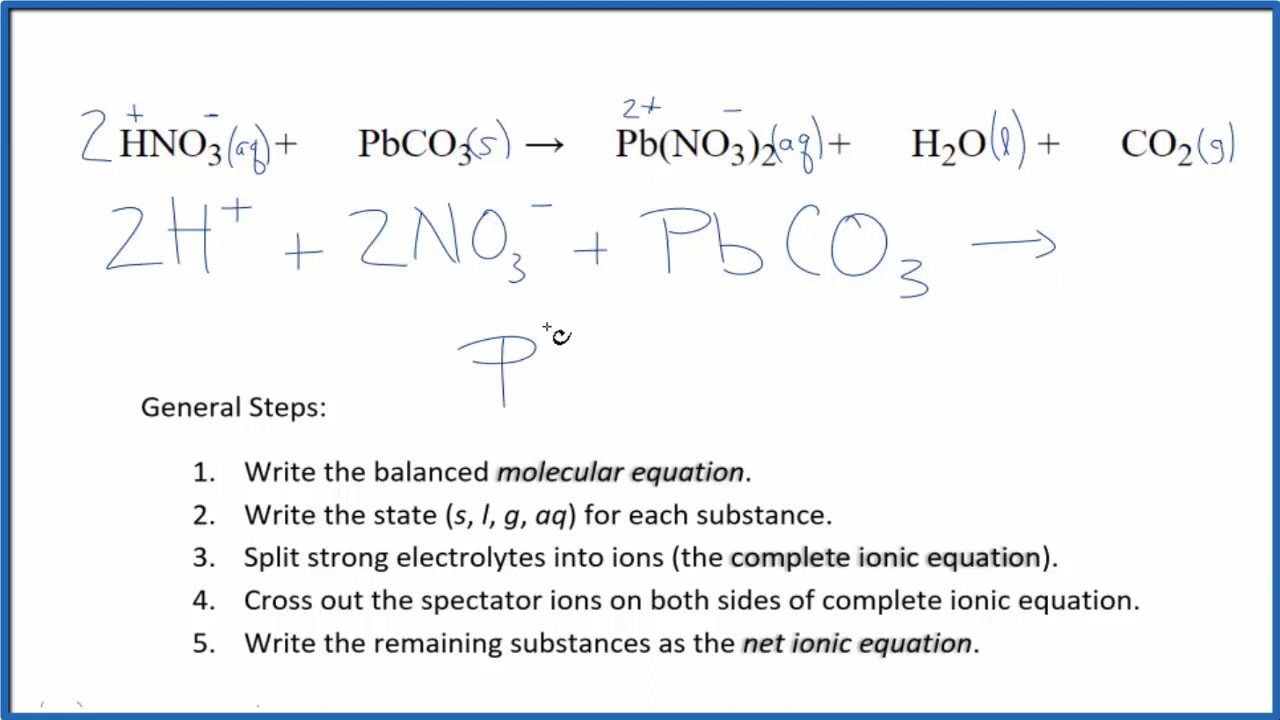 2HNO₃(aq) + PbCO₃(s) → Pb²⁺(NO₃⁻)₂(aq) + H₂O(l) + CO₂(g)
2H⁺ + 2NO₃⁻ + PbCO₃ →
P
General Steps:
1. Write the balanced molecular equation.
2. Write the state (s, l, g, aq) for each substance.
3. Split strong electrolytes into ions (the complete ionic equation).
4. Cross out the spectator ions on both sides of complete ionic equation.
5. Write the remaining substances as the net ionic equation.